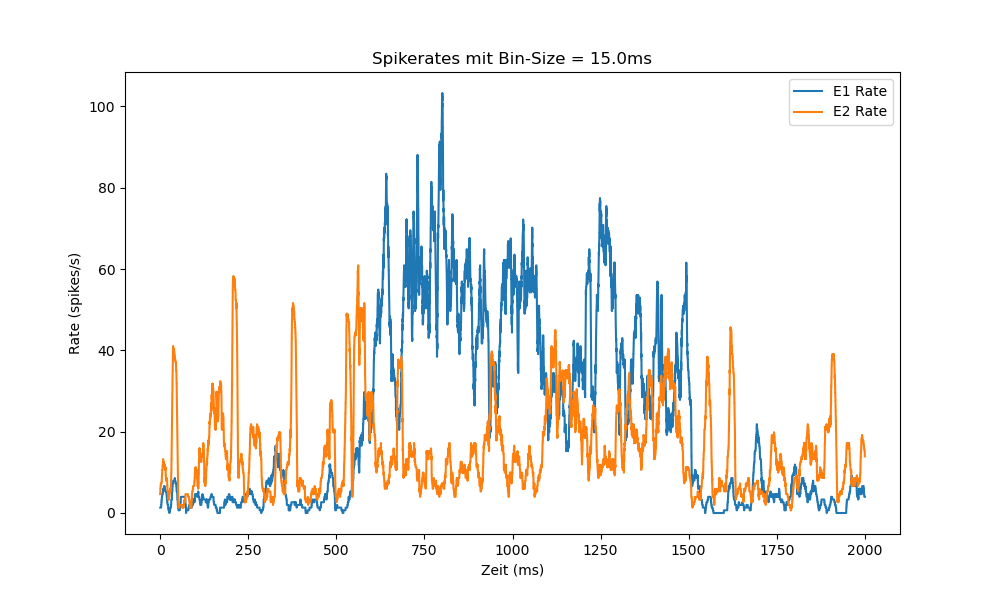 Spikerates mit Bin-Size = 15.0ms
E1 Rate
E2 Rate
Rate (spikes/s)
100
80
60
40
20
0
0 250 500 750 1000 1250 1500 1750 2000
Zeit (ms)